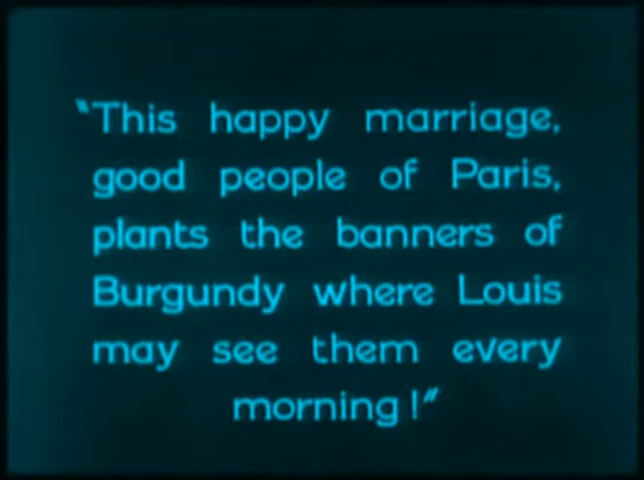 "This happy marriage,
good people of Paris,
plants the banners of
Burgundy where Louis
may see them every
morning!"